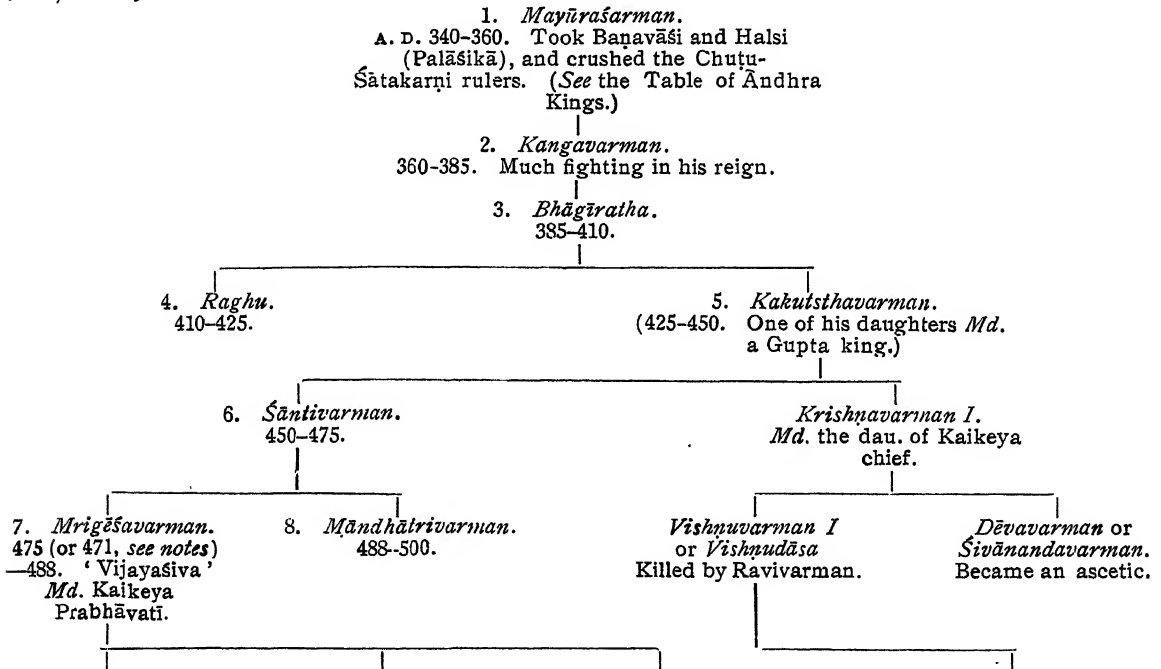 1. Mayūraśarman.
A. D. 340-360. Took Baṇavāśi and Halsi
(Palāśikā), and crushed the Chuṭu-
Śātakarṇi rulers. (See the Table of Āndhra
Kings.)
2. Kangavarman.
360-385. Much fighting in his reign.
3. Bhāgīratha.
385–410.
4. Raghu.
410-425.
5. Kakutsthavarman.
(425-450. One of his daughters Md.
a Gupta king.)
6. Śāntivarman.
450-475.
Krishṇavarman I.
Md. the dau. of Kaikeya
chief.
7. Mrigēśavarman.
475 (or 471, see notes)
—488. ‘ Vijayaśiva ’
Md. Kaikeya
Prabhāvatī.
8. Māndhātrivarman.
488--500.
Vishṇuvarman I
or Vishṇudāsa
Killed by Ravivarman.
Dēvavarman or
Śivānandavarman.
Became an ascetic.